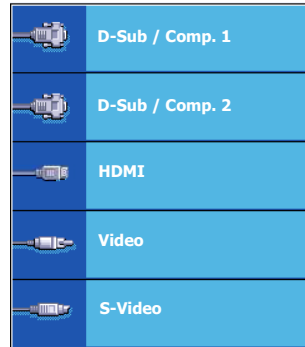 D-Sub / Comp. 1
D-Sub / Comp. 2
HDMI
Video
S-Video